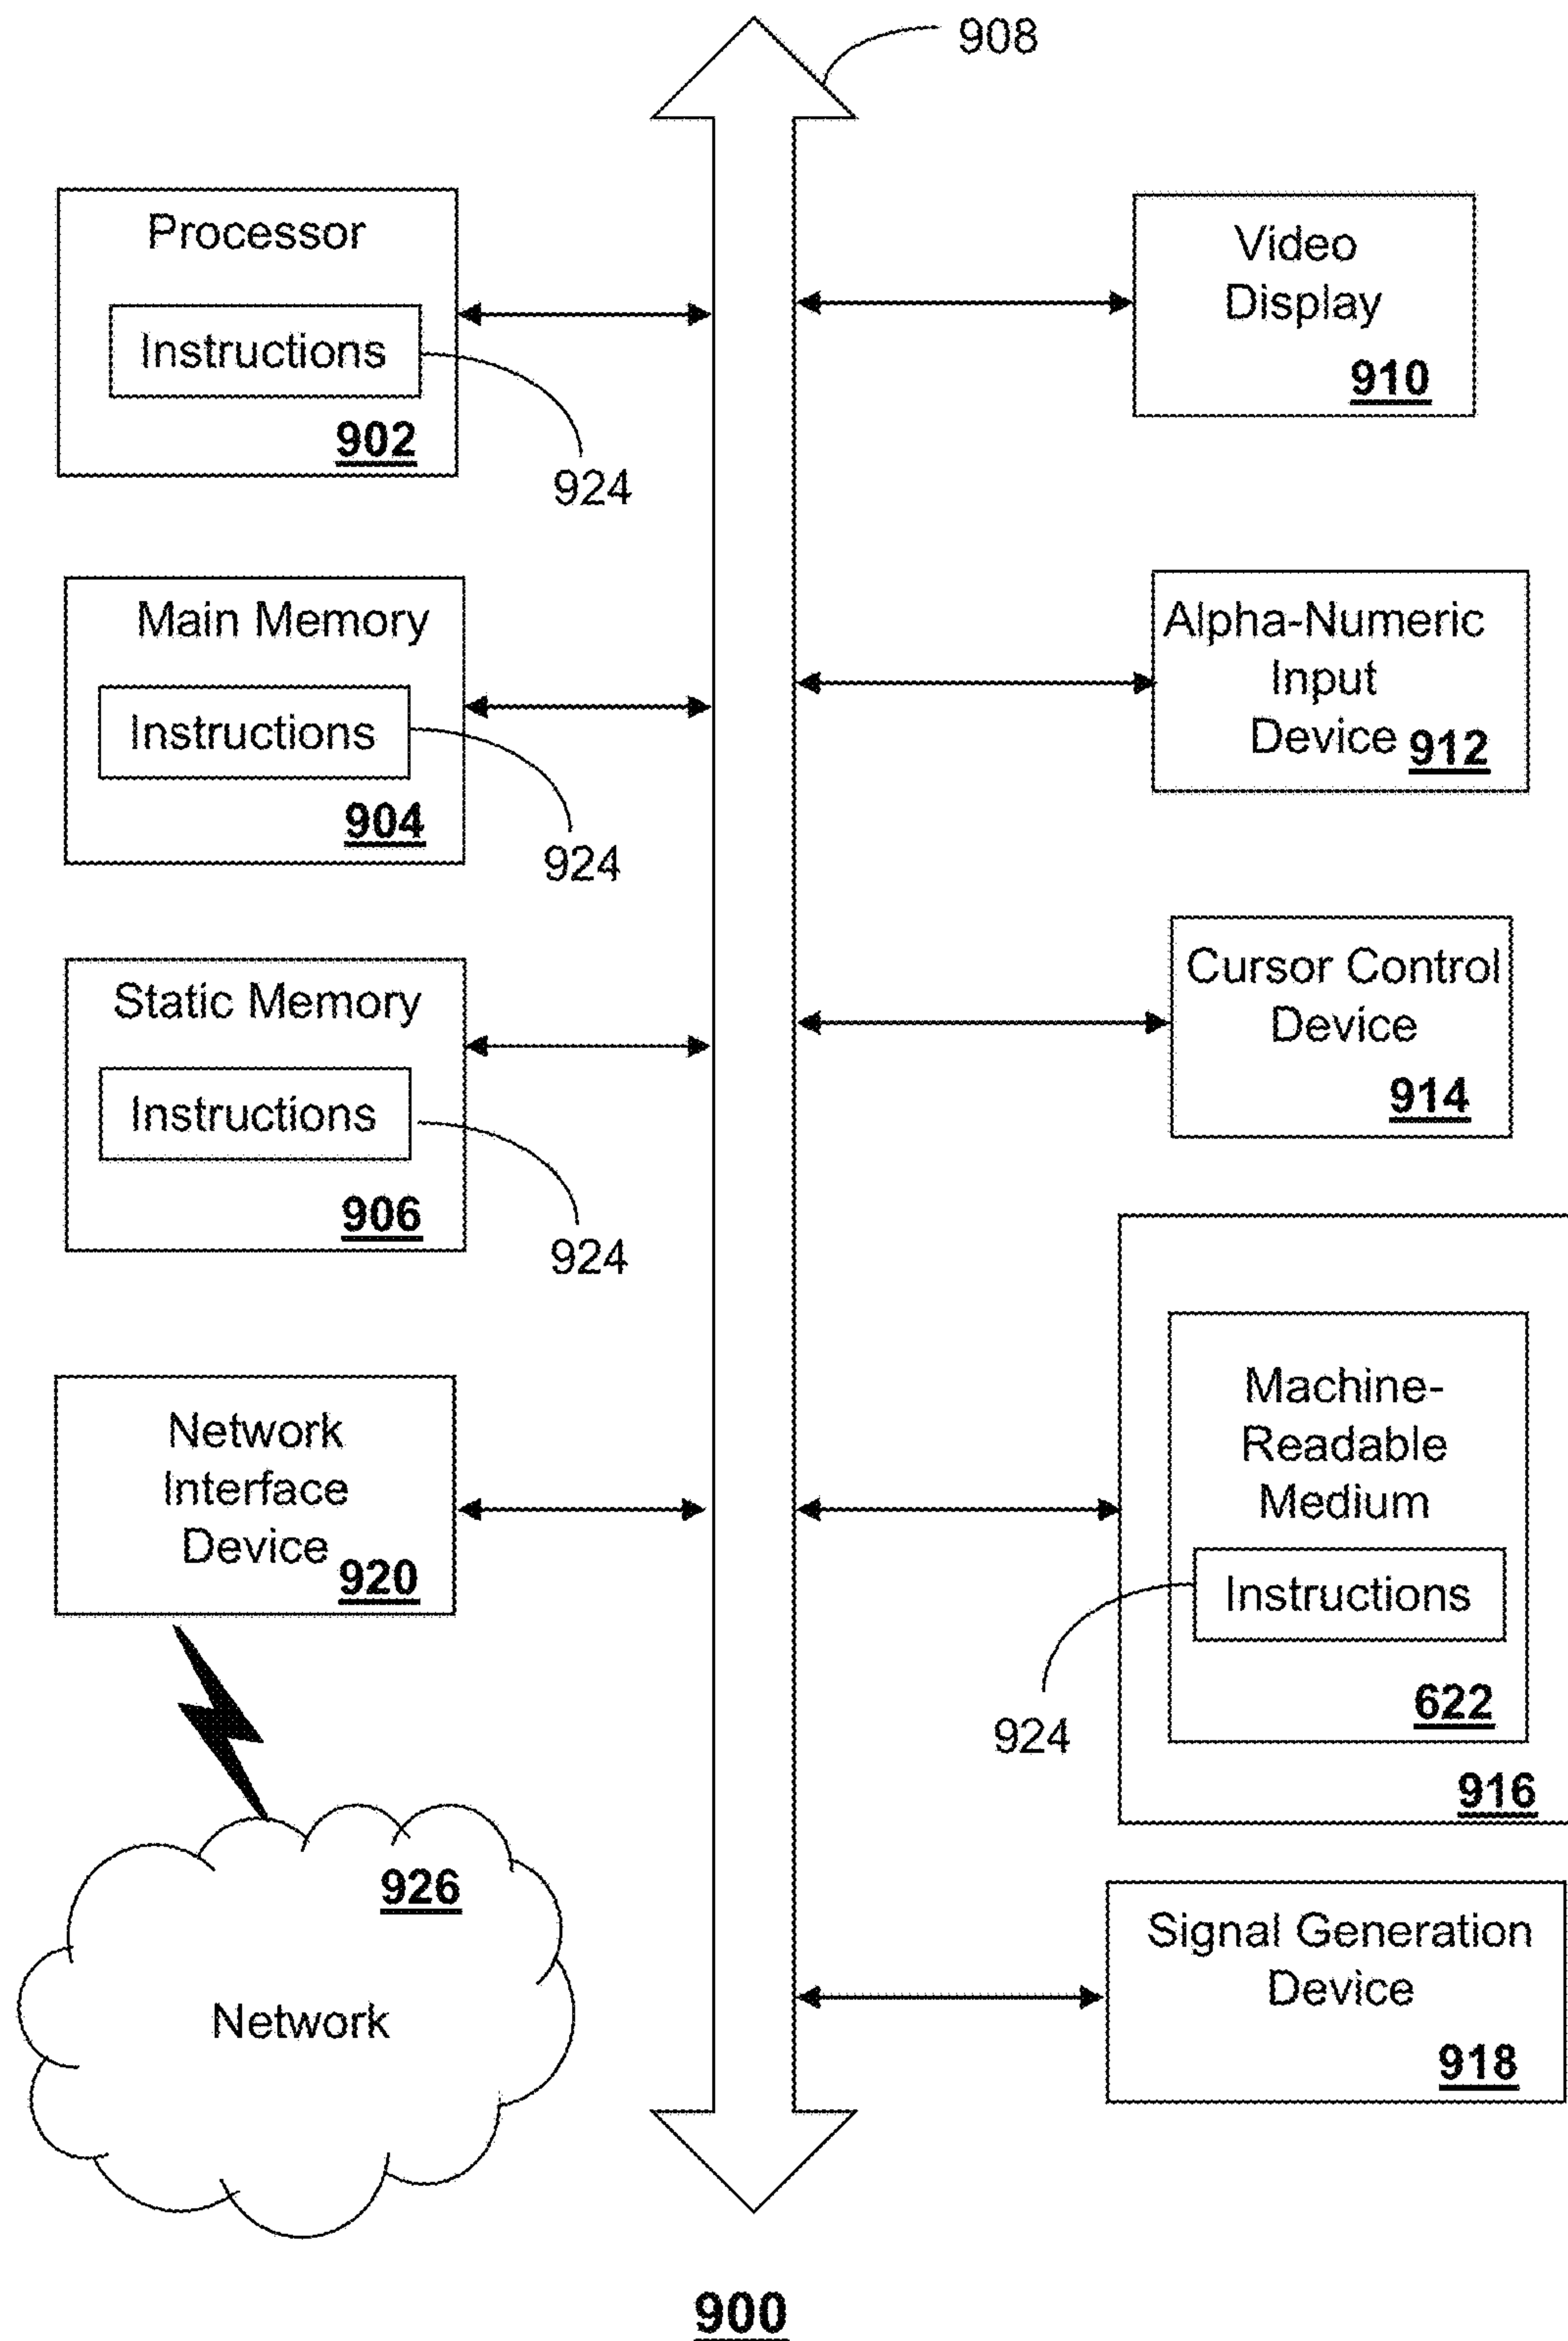 908
Processor
Instructions
902
924
Main Memory
Instructions
904
924
Static Memory
Instructions
906
924
Network
Interface
Device
920
926
Network
Video
Display
910
Alpha-Numeric
Input
Device
912
Cursor Control
Device
914
Machine-
Readable
Medium
Instructions
622
924
916
Signal Generation
Device
918
900